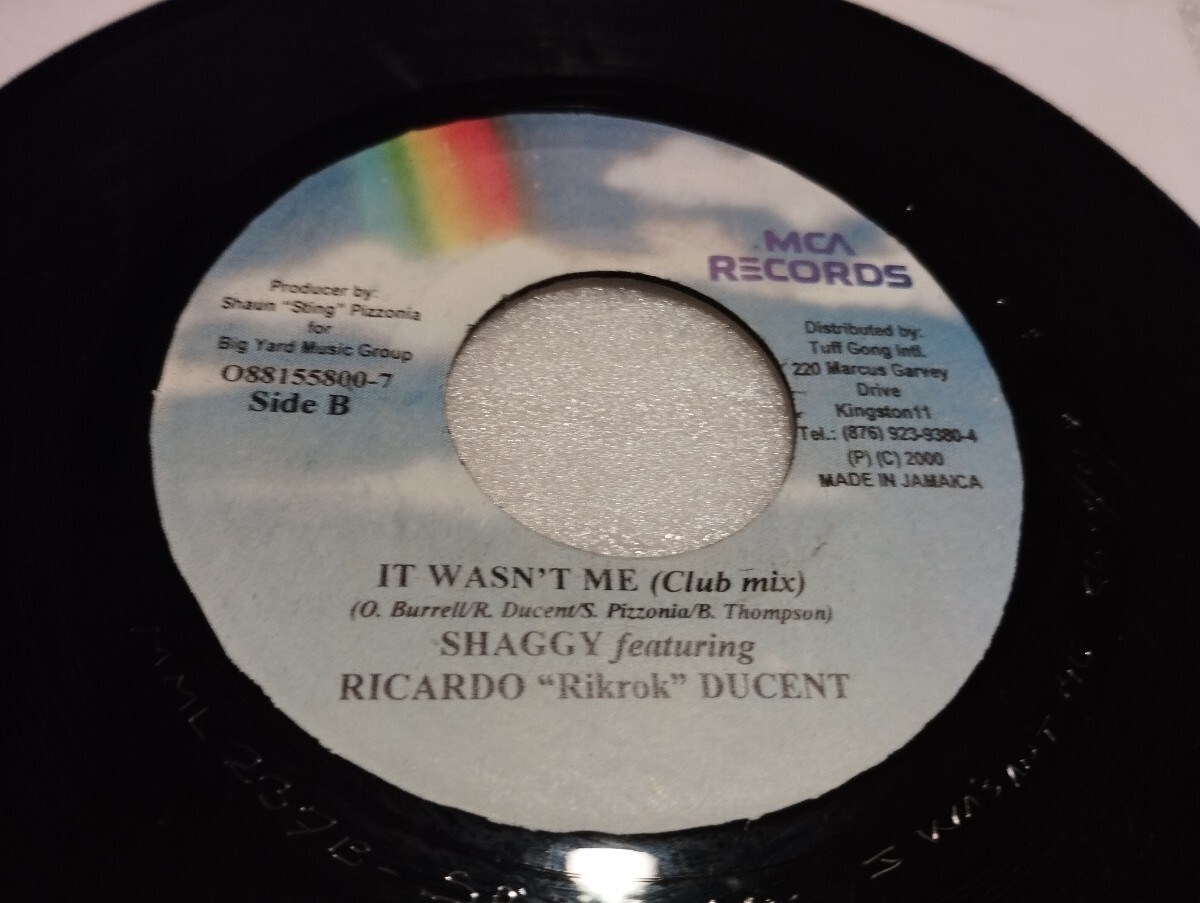 MCA
RECORDS
Producer by:
Shaun "Sting" Pizzonia
for
Big Yard Music Group
O88155800-7
Side B
Distributed by:
Tuff Gong Intl.
220 Marcus Garvey
Drive
Kingston11
Tel.: (876) 923-9380-4
(P) (C) 2000
MADE IN JAMAICA
IT WASN'T ME (Club mix)
(O. Burrell/R. Ducent/S. Pizzonia/B. Thompson)
SHAGGY featuring
RICARDO "Rikrok" DUCENT